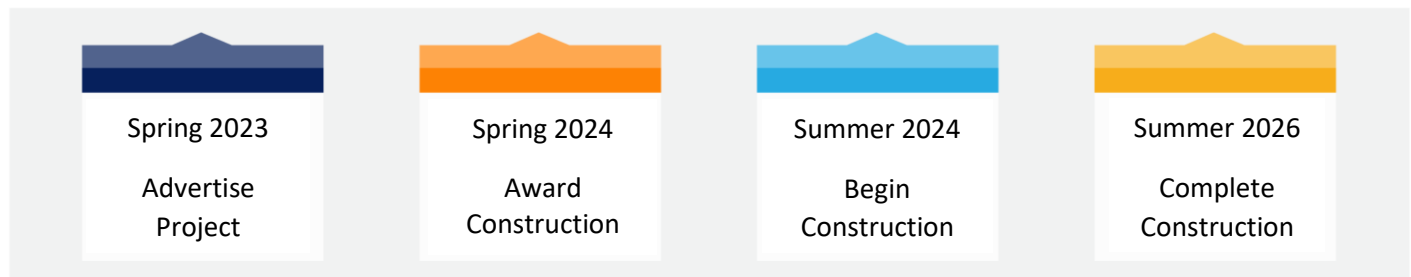 Spring 2023
Advertise
Project
Spring 2024
Award
Construction
Summer 2024
Begin
Construction
Summer 2026
Complete
Construction